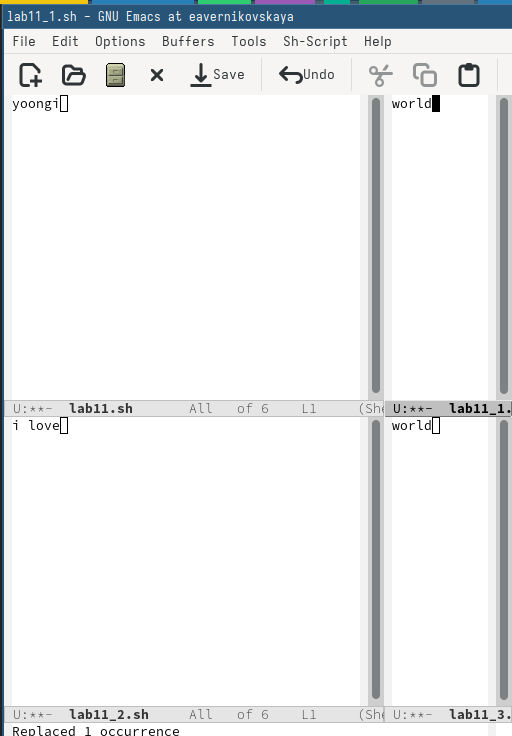 lab11_1.sh – GNU Emacs at eavernikovskaya
File Edit Options Buffers Tools Sh-Script Help
Save Undo
yoongi
world
U:**- lab11.sh All of 6 L1 (She
U:**- lab11_1.
i love
world
U:**- lab11_2.sh All of 6 L1 (She
U:**- lab11_3.
Replaced 1 occurrence